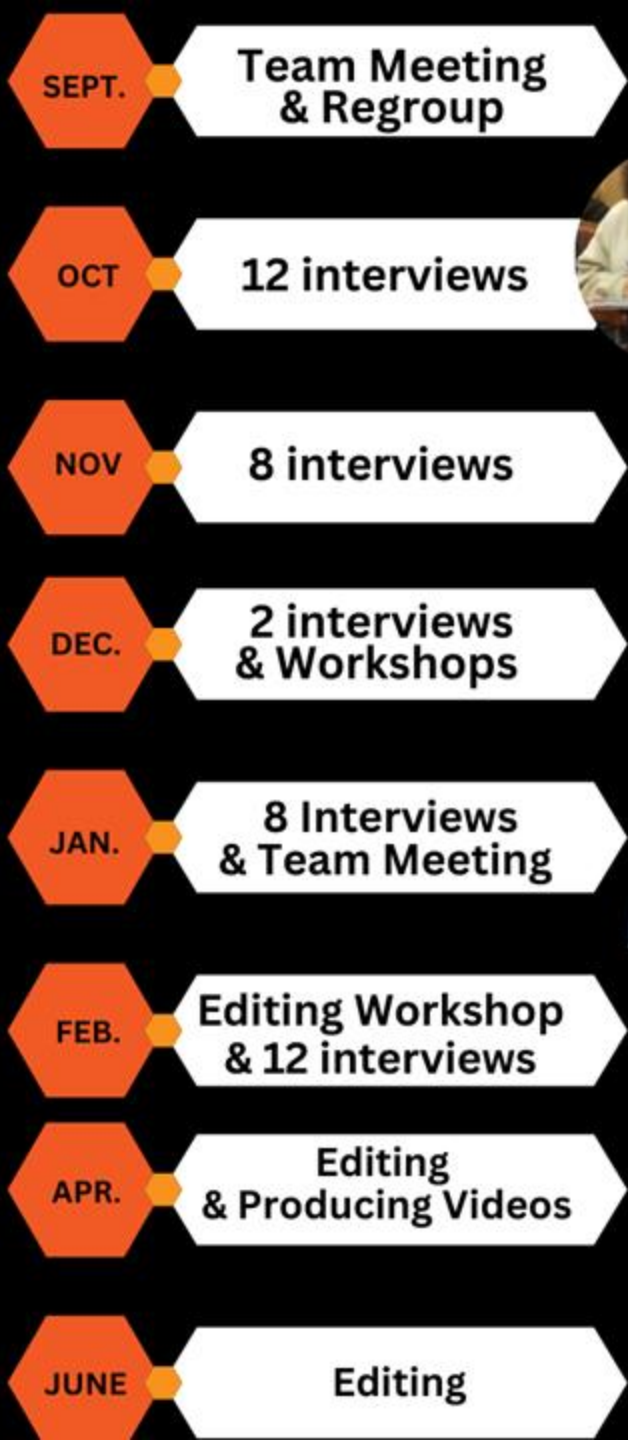 SEPT.
Team Meeting
& Regroup
OCT
12 interviews
NOV
8 interviews
DEC.
2 interviews
& Workshops
JAN.
8 Interviews
& Team Meeting
FEB.
Editing Workshop
& 12 interviews
APR.
Editing
& Producing Videos
JUNE
Editing